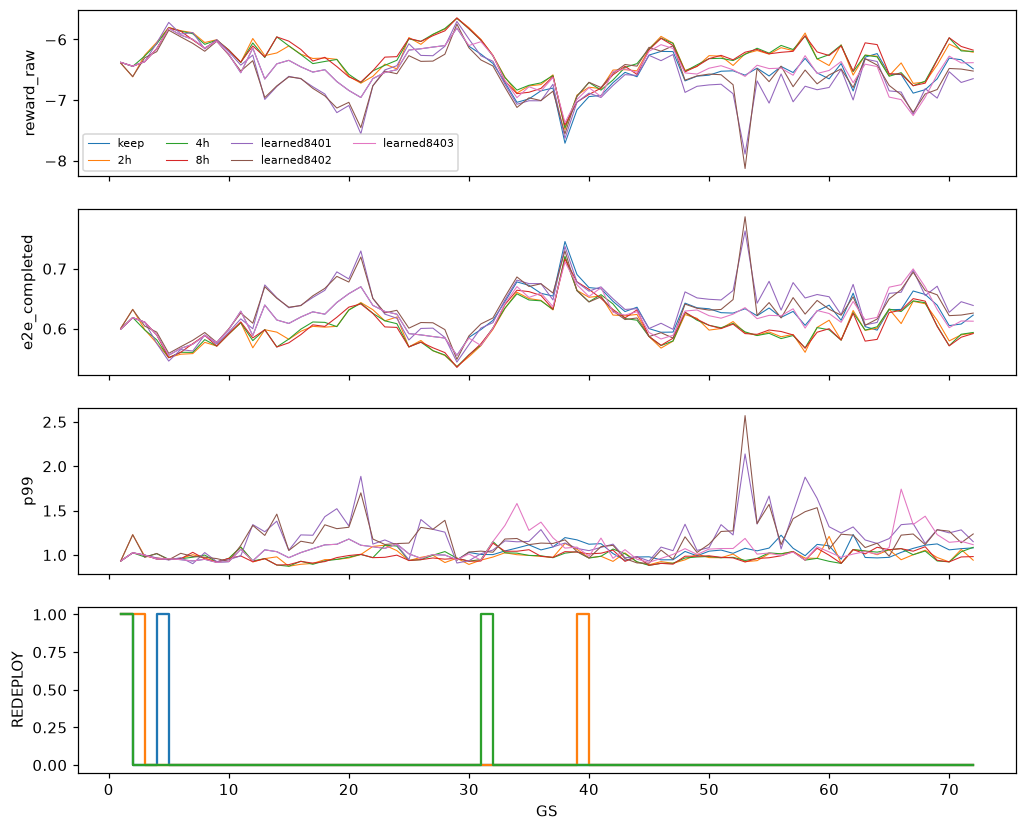 reward_raw
−6
−7
−8
keep 4h learned8401 learned8403
2h 8h learned8402
e2e_completed
0.7
0.6
p99
2.5
2.0
1.5
1.0
REDEPLOY
1.00
0.75
0.50
0.25
0.00
0 10 20 30 40 50 60 70
GS